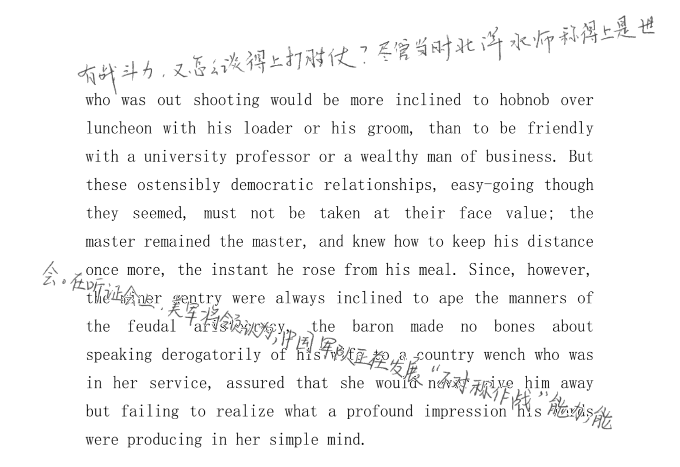 有战斗力，又怎么谈得上打胜仗？尽管当时北洋水师称得上是世
who was out shooting would be more inclined to hobnob over
luncheon with his loader or his groom, than to be friendly
with a university professor or a wealthy man of business. But
these ostensibly democratic relationships, easy-going though
they seemed, must not be taken at their face value; the
master remained the master, and knew how to keep his distance
once more, the instant he rose from his meal. Since, however,
会。在听证会上，美军将领认为，中国军队正在发展“不对称作战”能力，能
the gentry were always inclined to ape the manners of
the feudal aristocracy, the baron made no bones about
speaking derogatorily of his to a country wench who was
in her service, assured that she would never give him away
but failing to realize what a profound impression his words
were producing in her simple mind.